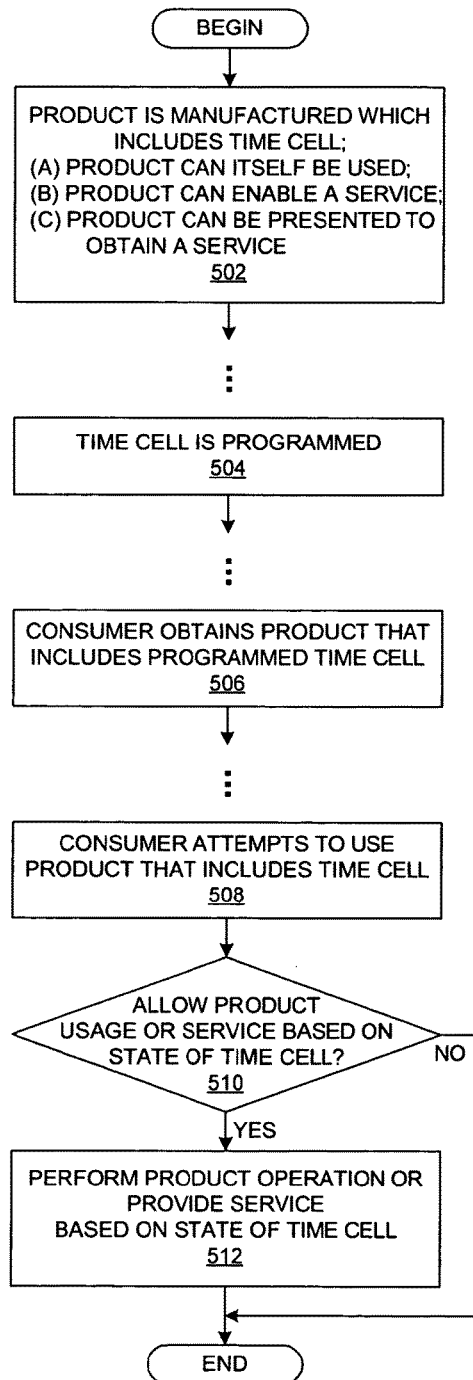 BEGIN
PRODUCT IS MANUFACTURED WHICH
INCLUDES TIME CELL;
(A) PRODUCT CAN ITSELF BE USED;
(B) PRODUCT CAN ENABLE A SERVICE;
(C) PRODUCT CAN BE PRESENTED TO
OBTAIN A SERVICE
502
TIME CELL IS PROGRAMMED
504
CONSUMER OBTAINS PRODUCT THAT
INCLUDES PROGRAMMED TIME CELL
506
CONSUMER ATTEMPTS TO USE
PRODUCT THAT INCLUDES TIME CELL
508
ALLOW PRODUCT
USAGE OR SERVICE BASED ON
STATE OF TIME CELL?
510
NO
YES
PERFORM PRODUCT OPERATION OR
PROVIDE SERVICE
BASED ON STATE OF TIME CELL
512
END